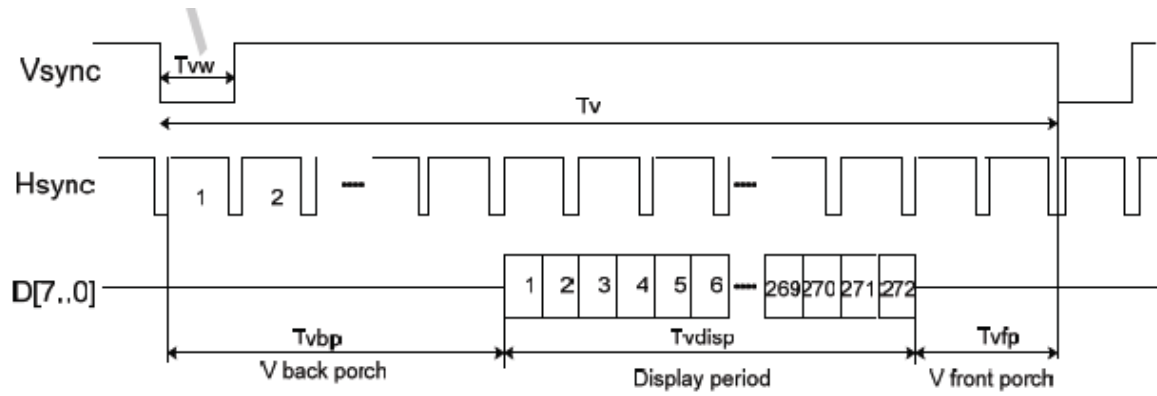 Vsync
Tvw
Tv
Hsync
1 2 ----
----
D[7..0]
1 2 3 4 5 6 ---- 269 270 271 272
Tvbp Tvdisp Tvfp
V back porch Display period V front porch